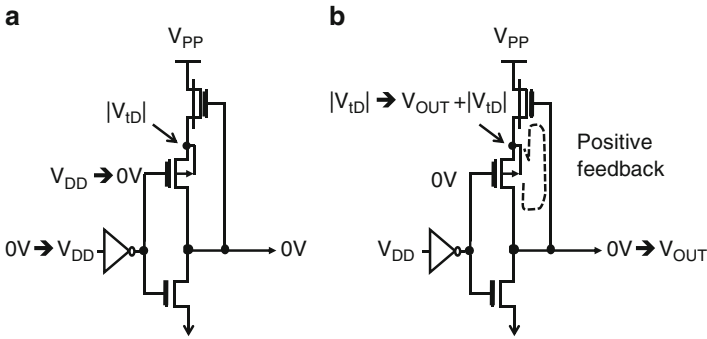 a
V_PP
|V_tD|
V_DD ➔ 0V
0V ➔ V_DD
0V
b
V_PP
|V_tD| ➔ V_OUT +|V_tD|
Positive
feedback
0V
V_DD
0V ➔ V_OUT